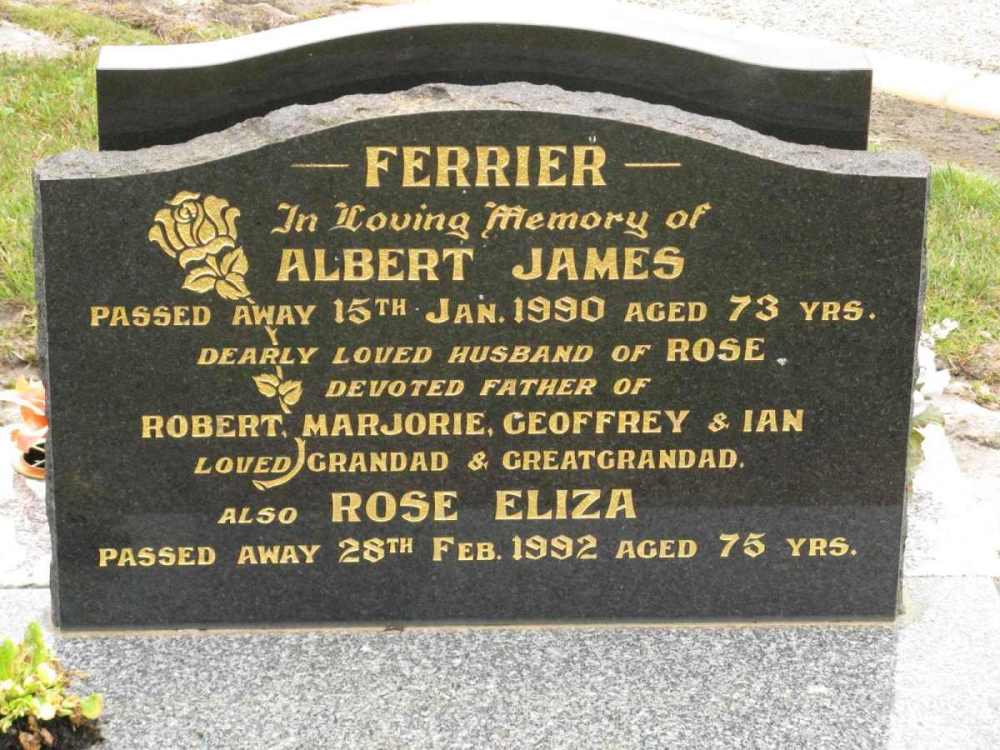 FERRIER
In Loving Memory of
ALBERT JAMES
PASSED AWAY 15TH JAN. 1990 AGED 73 YRS.
DEARLY LOVED HUSBAND OF ROSE
DEVOTED FATHER OF
ROBERT, MARJORIE, GEOFFREY & IAN
LOVED GRANDAD & GREATGRANDAD.
ALSO ROSE ELIZA
PASSED AWAY 28TH FEB. 1992 AGED 75 YRS.